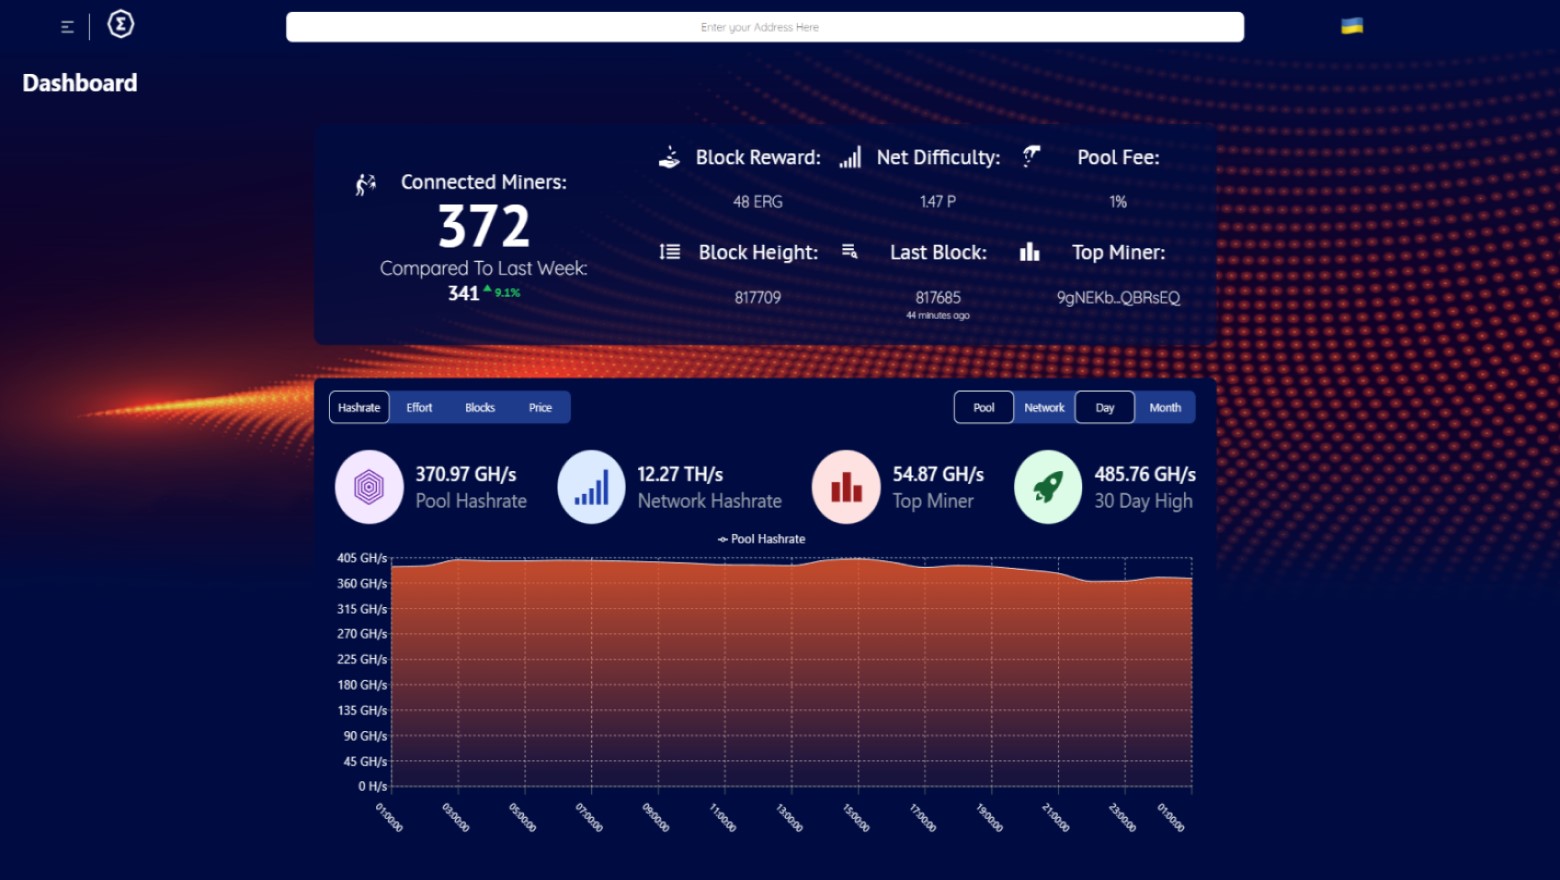 Σ
Enter your Address Here
Dashboard
Connected Miners:
372
Compared To Last Week:
341 9.1%
Block Reward:
48 ERG
Net Difficulty:
1.47 P
Pool Fee:
1%
Block Height:
817709
Last Block:
817685
44 minutes ago
Top Miner:
9gNEKb...QBRsEQ
Hashrate Effort Blocks Price
Pool Network Day Month
370.97 GH/s
Pool Hashrate
12.27 TH/s
Network Hashrate
54.87 GH/s
Top Miner
485.76 GH/s
30 Day High
Pool Hashrate
405 GH/s
360 GH/s
315 GH/s
270 GH/s
225 GH/s
180 GH/s
135 GH/s
90 GH/s
45 GH/s
0 H/s
01:00:00 03:00:00 05:00:00 07:00:00 09:00:00 11:00:00 13:00:00 15:00:00 17:00:00 19:00:00 21:00:00 23:00:00 01:00:00